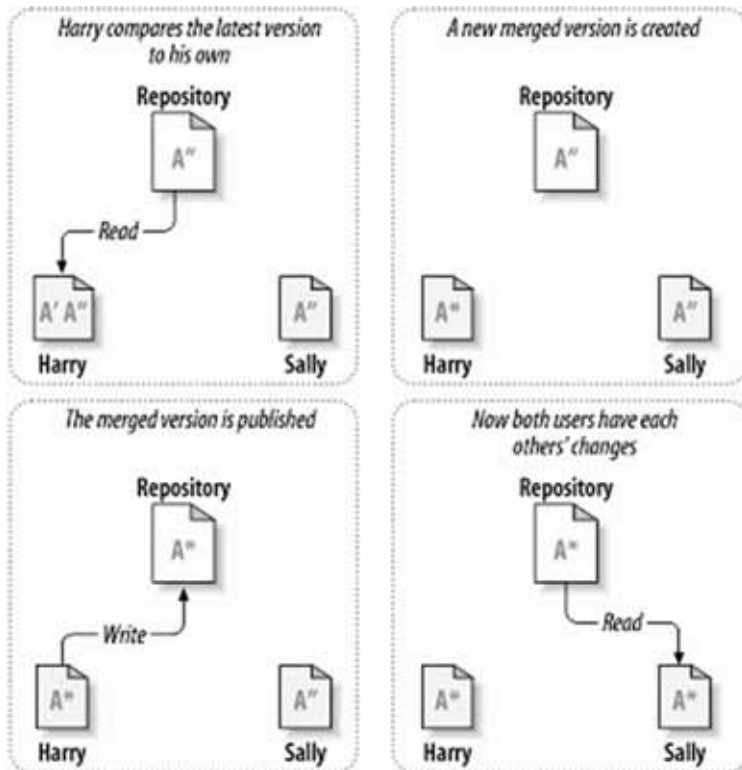 Harry compares the latest version
to his own
Repository
A″
Read
A′ A″
A″
Harry
Sally
A new merged version is created
Repository
A″
A*
A″
Harry
Sally
The merged version is published
Repository
A*
Write
A*
A″
Harry
Sally
Now both users have each
others’ changes
Repository
A*
Read
A*
A*
Harry
Sally